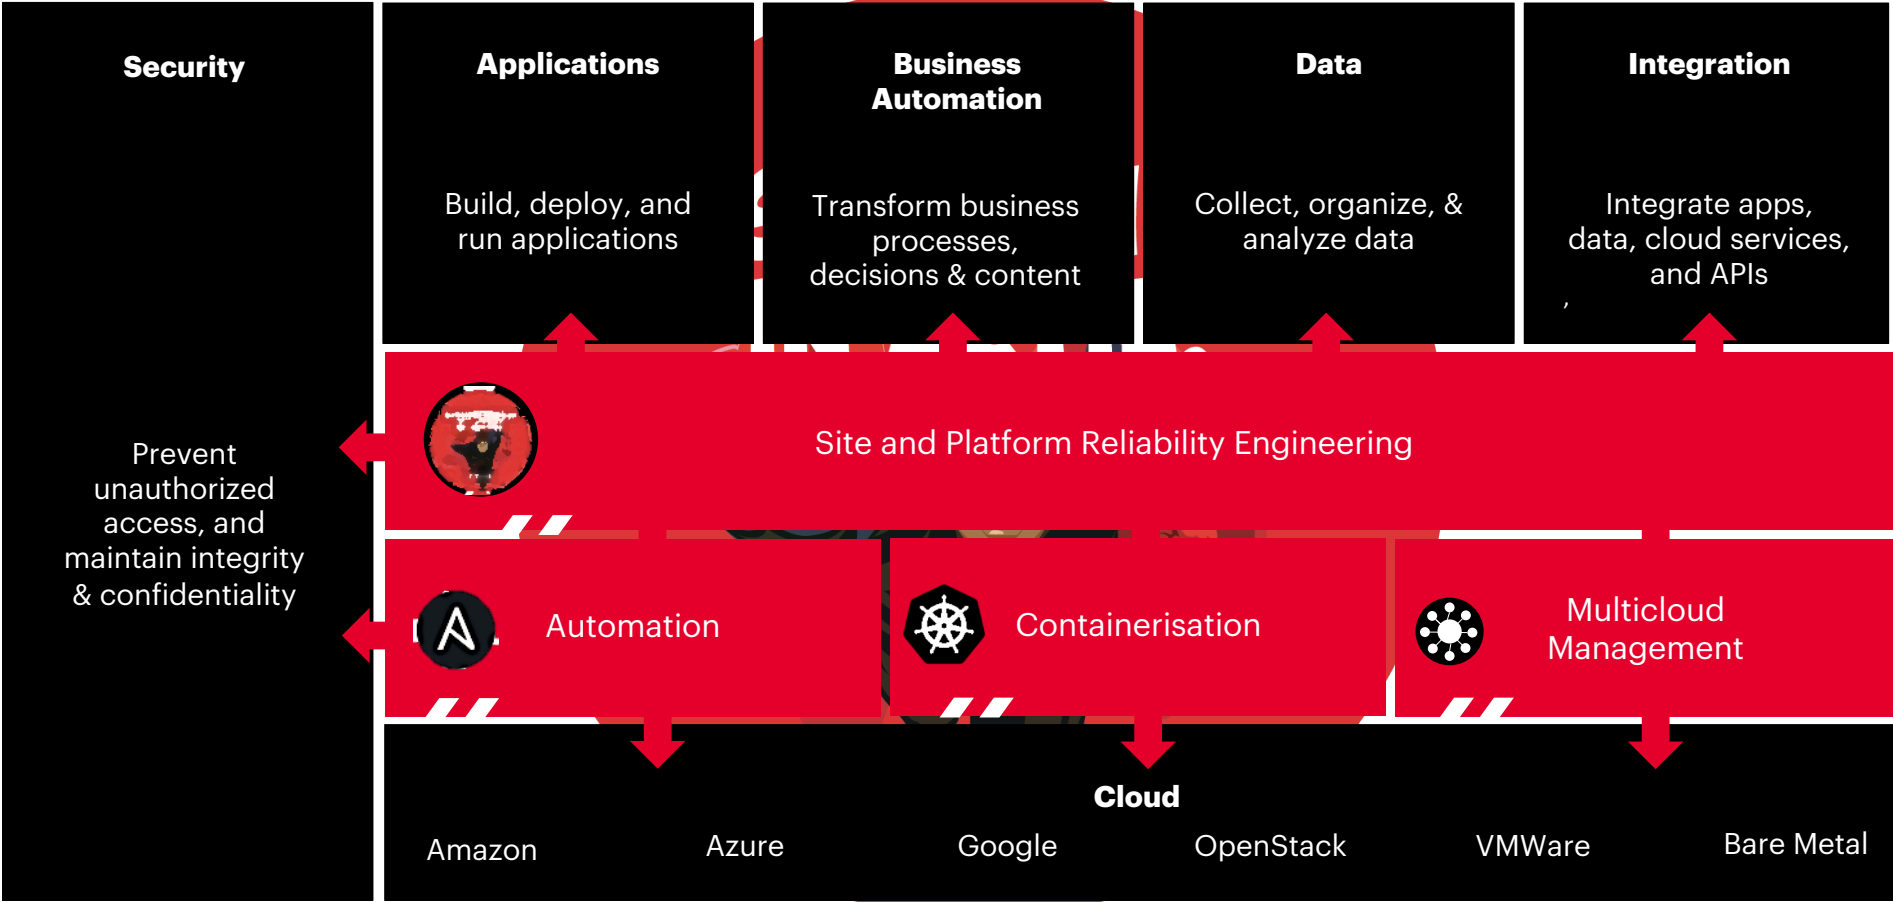 Security
Prevent
unauthorized
access, and
maintain integrity
& confidentiality
Applications
Build, deploy, and
run applications
Business
Automation
Transform business
processes,
decisions & content
Data
Collect, organize, &
analyze data
Integration
Integrate apps,
data, cloud services,
and APIs
,
Site and Platform Reliability Engineering
Automation
Containerisation
Multicloud
Management
Cloud
Amazon
Azure
Google
OpenStack
VMWare
Bare Metal